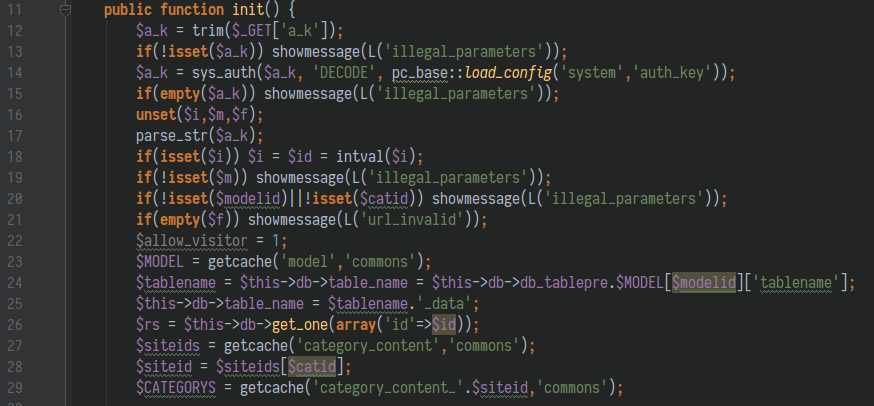 11 public function init() {
12 $a_k = trim($_GET['a_k']);
13 if(!isset($a_k)) showmessage(L('illegal_parameters'));
14 $a_k = sys_auth($a_k, 'DECODE', pc_base::load_config('system','auth_key'));
15 if(empty($a_k)) showmessage(L('illegal_parameters'));
16 unset($i,$m,$f);
17 parse_str($a_k);
18 if(isset($i)) $i = $id = intval($i);
19 if(!isset($m)) showmessage(L('illegal_parameters'));
20 if(!isset($modelid)||!isset($catid)) showmessage(L('illegal_parameters'));
21 if(empty($f)) showmessage(L('url_invalid'));
22 $allow_visitor = 1;
23 $MODEL = getcache('model','commons');
24 $tablename = $this->db->table_name = $this->db->db_tablepre.$MODEL[$modelid]['tablename'];
25 $this->db->table_name = $tablename.'_data';
26 $rs = $this->db->get_one(array('id'=>$id));
27 $siteids = getcache('category_content','commons');
28 $siteid = $siteids[$catid];
29 $CATEGORYS = getcache('category_content_'.$siteid,'commons');